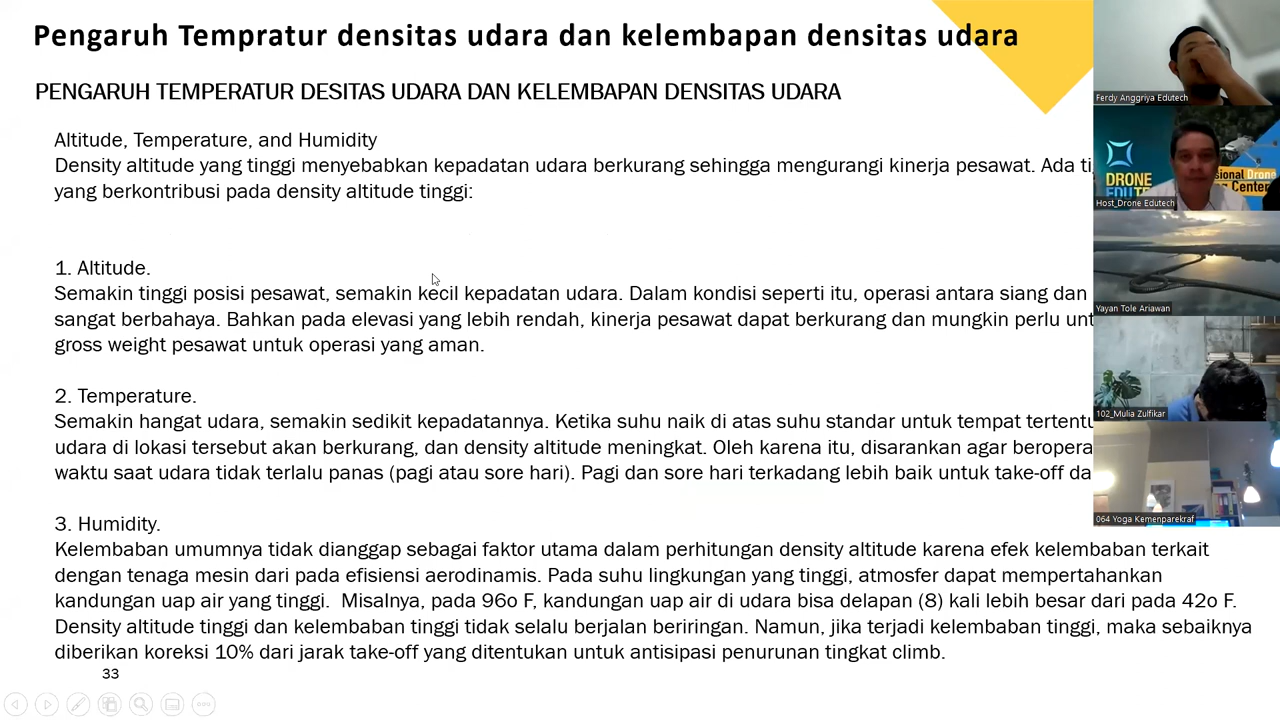 Pengaruh Tempratur densitas udara dan kelembapan densitas udara
PENGARUH TEMPERATUR DESITAS UDARA DAN KELEMBAPAN DENSITAS UDARA
Altitude, Temperature, and Humidity
Density altitude yang tinggi menyebabkan kepadatan udara berkurang sehingga mengurangi kinerja pesawat. Ada
yang berkontribusi pada density altitude tinggi:
1. Altitude.
Semakin tinggi posisi pesawat, semakin kecil kepadatan udara. Dalam kondisi seperti itu, operasi antara siang dan
sangat berbahaya. Bahkan pada elevasi yang lebih rendah, kinerja pesawat dapat berkurang dan mungkin perlu
gross weight pesawat untuk operasi yang aman.
2. Temperature.
Semakin hangat udara, semakin sedikit kepadatannya. Ketika suhu naik di atas suhu standar untuk tempat tertentu
udara di lokasi tersebut akan berkurang, dan density altitude meningkat. Oleh karena itu, disarankan agar
waktu saat udara tidak terlalu panas (pagi atau sore hari). Pagi dan sore hari terkadang lebih baik untuk take-off
3. Humidity.
Kelembaban umumnya tidak dianggap sebagai faktor utama dalam perhitungan density altitude karena efek kelembaban terkait
dengan tenaga mesin dari pada efisiensi aerodinamis. Pada suhu lingkungan yang tinggi, atmosfer dapat mempertahankan
kandungan uap air yang tinggi. Misalnya, pada 96o F, kandungan uap air di udara bisa delapan (8) kali lebih besar dari pada 42o F.
Density altitude tinggi dan kelembaban tinggi tidak selalu berjalan beriringan. Namun, jika terjadi kelembaban tinggi, maka sebaiknya
diberikan koreksi 10% dari jarak take-off yang ditentukan untuk antisipasi penurunan tingkat climb.
33
Ferdy Anggriya Edutech
DRONE
Drone
Center
Host_Drone Edutech
Yayan Tole Ariawan
102_Mulia Zulfikar
064 Yoga Kemenparekraf